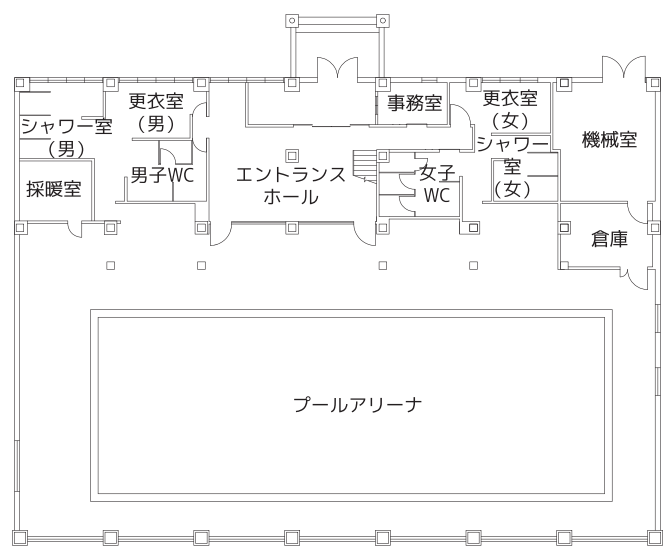 更衣室
（男）
事務室
更衣室
（女）
シャワー室
（男）
シャワー
室
（女）
機械室
採暖室
男子WC
エントランス
ホール
女子
WC
倉庫
プールアリーナ